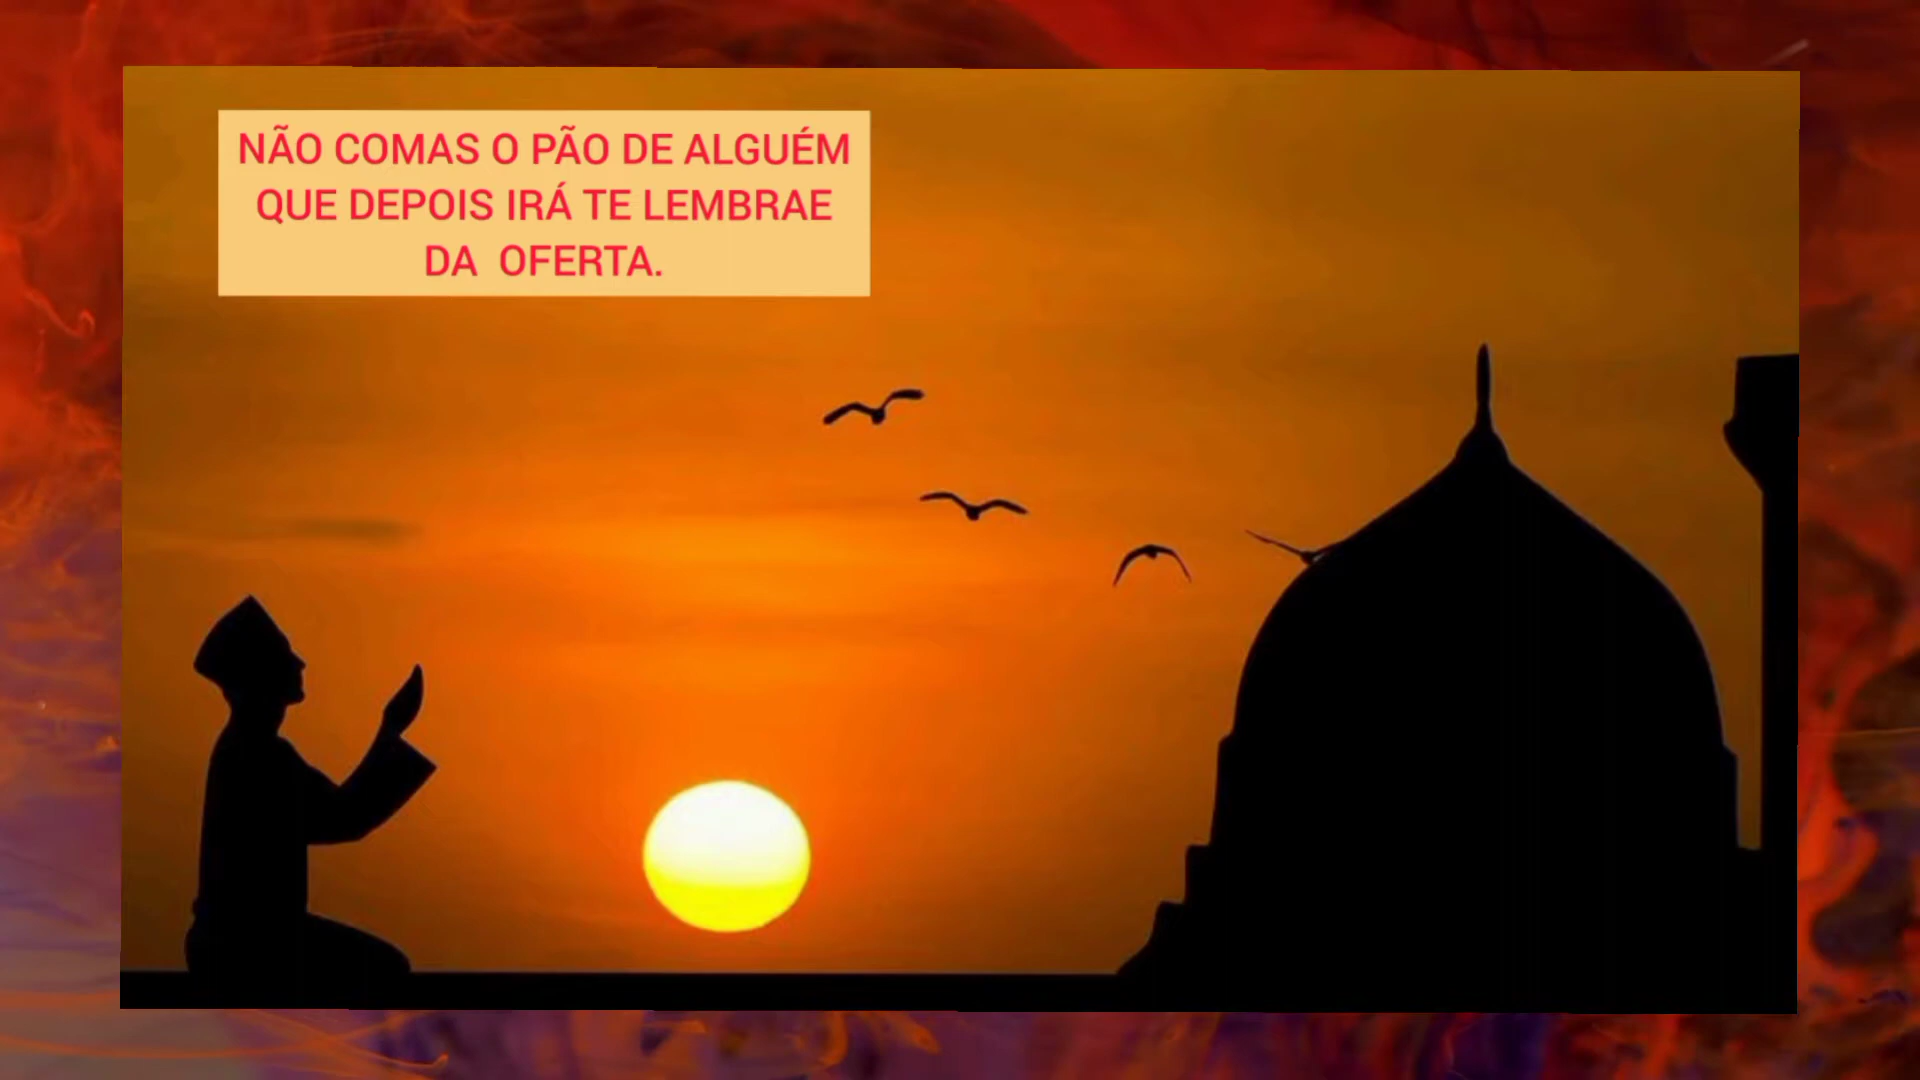 NÃO COMAS O PÃO DE ALGUÉM
QUE DEPOIS IRÁ TE LEMBRAE
DA OFERTA.